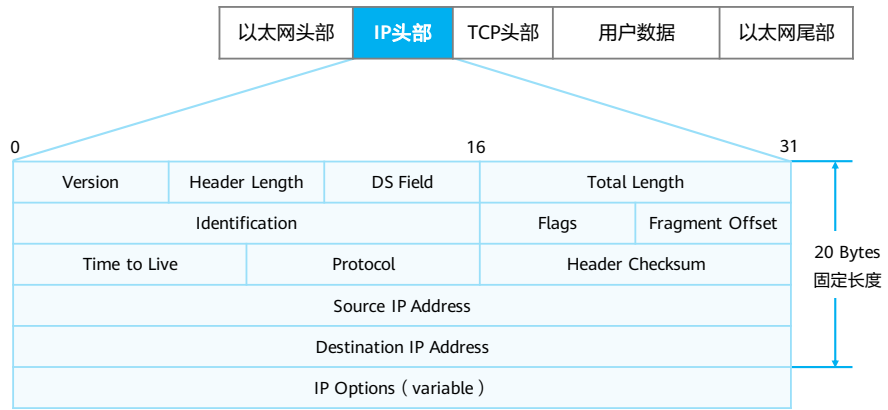 以太网头部 IP头部 TCP头部 用户数据 以太网尾部
0 16 31
Version Header Length DS Field Total Length
Identification Flags Fragment Offset
Time to Live Protocol Header Checksum
20 Bytes
固定长度
Source IP Address
Destination IP Address
IP Options（variable）